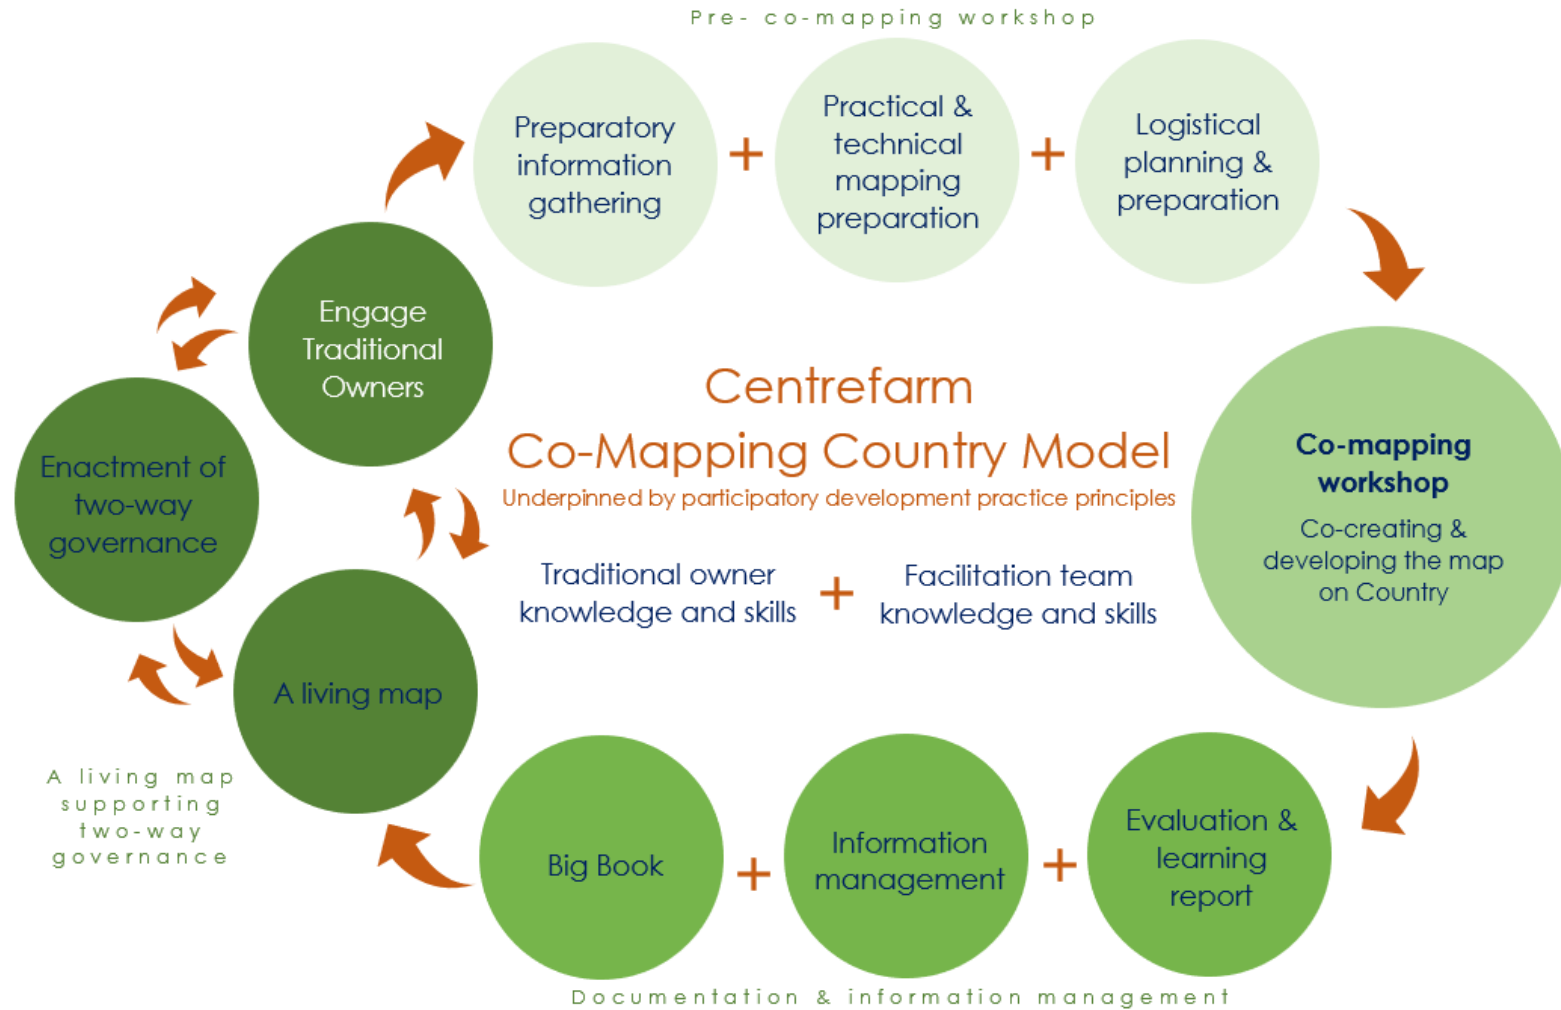 Pre- co-mapping workshop
Preparatory
information
gathering
+
Practical &
technical
mapping
preparation
+
Logistical
planning &
preparation
Engage
Traditional
Owners
Centrefarm
Co-Mapping Country Model
Underpinned by participatory development practice principles
Traditional owner
knowledge and skills
+
Facilitation team
knowledge and skills
Co-mapping
workshop
Co-creating &
developing the map
on Country
Enactment of
two-way
governance
A living map
A living map
supporting
two-way
governance
Big Book
+
Information
management
+
Evaluation &
learning
report
Documentation & information management